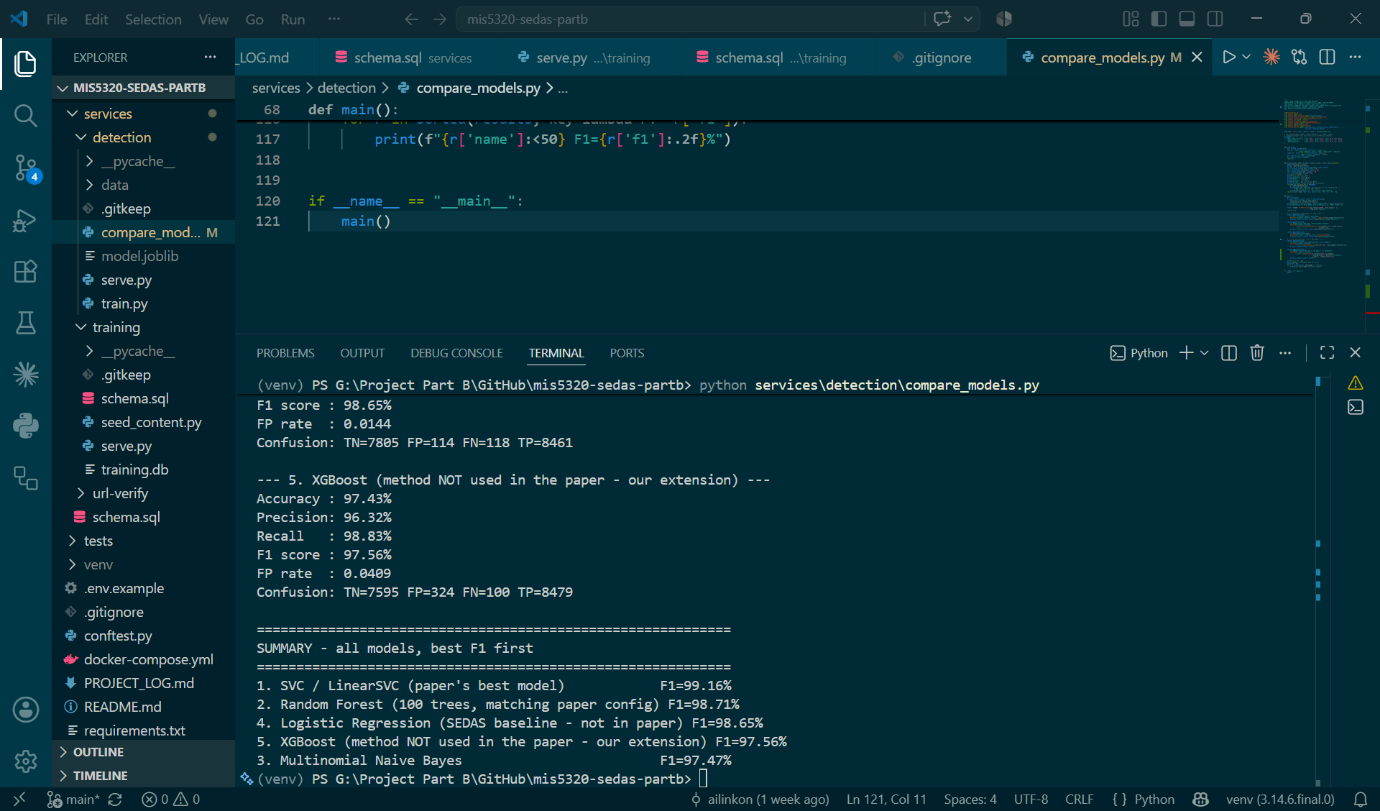 File Edit Selection View Go Run ··· mis5320-sedas-partb
EXPLORER ···
_LOG.md schema.sql services serve.py ...\training schema.sql ...\training .gitignore compare_models.py M
MIS5320-SEDAS-PARTB
services
detection
__pycache__
data
.gitkeep
compare_mod... M
model.joblib
serve.py
train.py
training
__pycache__
.gitkeep
schema.sql
seed_content.py
serve.py
training.db
url-verify
schema.sql
tests
venv
.env.example
.gitignore
conftest.py
docker-compose.yml
PROJECT_LOG.md
README.md
requirements.txt
OUTLINE
TIMELINE
4
services > detection > compare_models.py > ...
68 def main():
117 print(f"{r['name']:<50} F1={r['f1']:.2f}%")
118
119
120 if __name__ == "__main__":
121 main()
PROBLEMS OUTPUT DEBUG CONSOLE TERMINAL PORTS Python
(venv) PS G:\Project Part B\GitHub\mis5320-sedas-partb> python services\detection\compare_models.py
F1 score : 98.65%
FP rate : 0.0144
Confusion: TN=7805 FP=114 FN=118 TP=8461
--- 5. XGBoost (method NOT used in the paper - our extension) ---
Accuracy : 97.43%
Precision: 96.32%
Recall : 98.83%
F1 score : 97.56%
FP rate : 0.0409
Confusion: TN=7595 FP=324 FN=100 TP=8479
============================================================
SUMMARY - all models, best F1 first
============================================================
1. SVC / LinearSVC (paper's best model) F1=99.16%
2. Random Forest (100 trees, matching paper config) F1=98.71%
4. Logistic Regression (SEDAS baseline - not in paper) F1=98.65%
5. XGBoost (method NOT used in the paper - our extension) F1=97.56%
3. Multinomial Naive Bayes F1=97.47%
(venv) PS G:\Project Part B\GitHub\mis5320-sedas-partb>
main* 0 0 ailinkon (1 week ago) Ln 121, Col 11 Spaces: 4 UTF-8 CRLF { } Python venv (3.14.6.final.0)